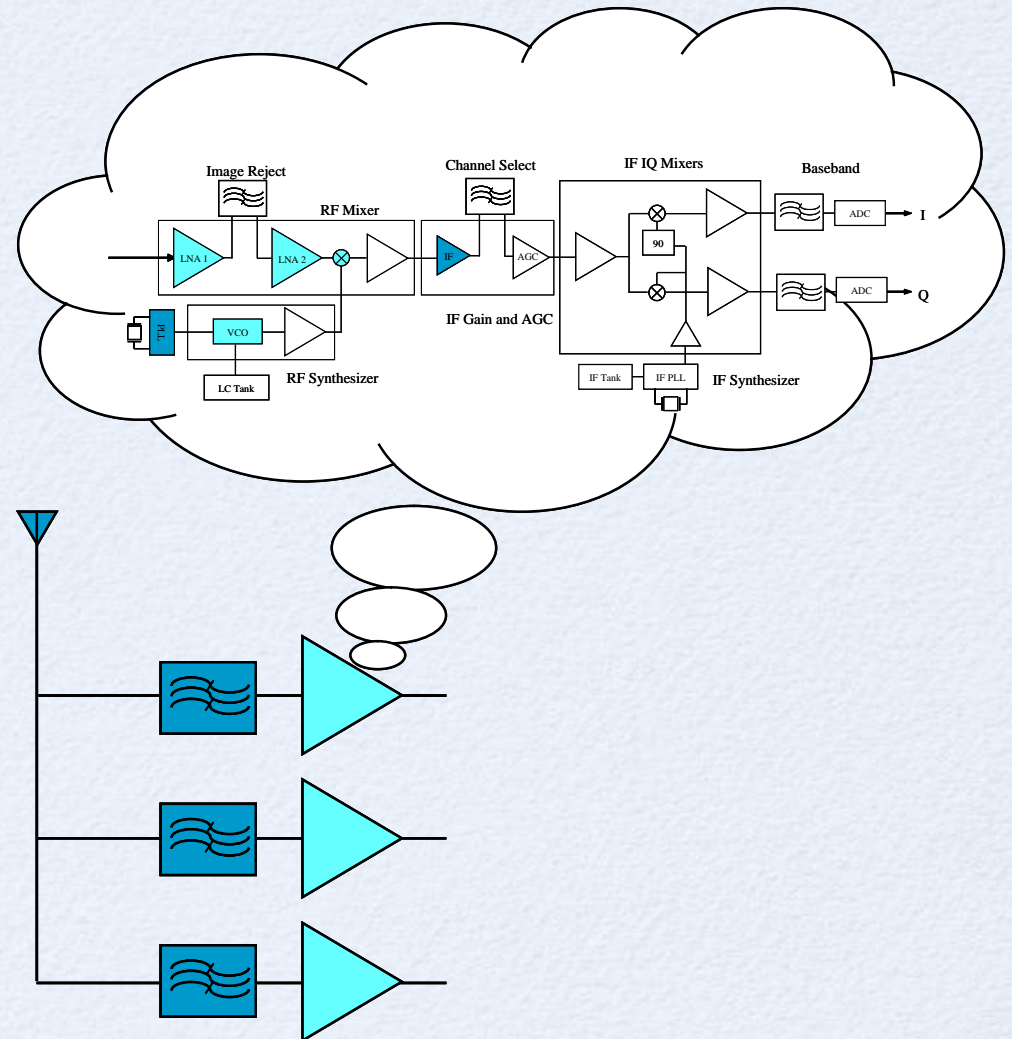 Image Reject
Channel Select
IF IQ Mixers
Baseband
RF Mixer
LNA 1
LNA 2
IF
AGC
90
ADC
I
ADC
Q
PLL
VCO
IF Gain and AGC
LC Tank
RF Synthesizer
IF Tank
IF PLL
IF Synthesizer